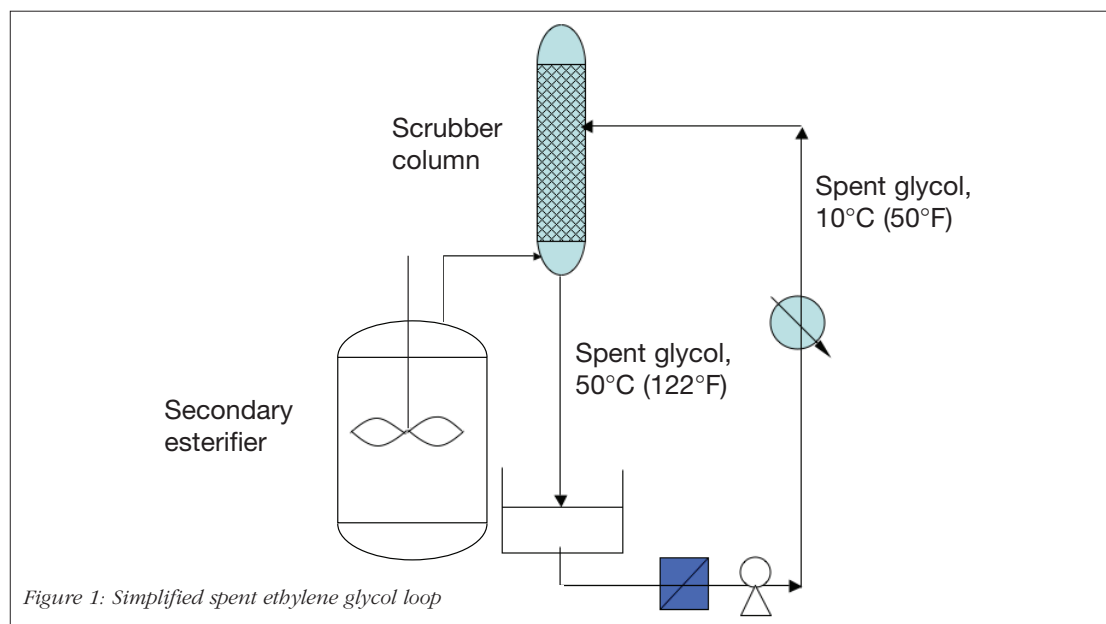 Scrubber
column
Spent glycol,
10°C (50°F)
Spent glycol,
50°C (122°F)
Secondary
esterifier
Figure 1: Simplified spent ethylene glycol loop